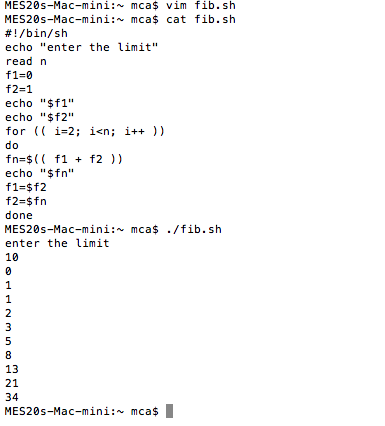 MES20s-Mac-mini:~ mca$ vim fib.sh
MES20s-Mac-mini:~ mca$ cat fib.sh
#!/bin/sh
echo "enter the limit"
read n
f1=0
f2=1
echo "$f1"
echo "$f2"
for (( i=2; i<n; i++ ))
do
fn=$(( f1 + f2 ))
echo "$fn"
f1=$f2
f2=$fn
done
MES20s-Mac-mini:~ mca$ ./fib.sh
enter the limit
10
0
1
1
2
3
5
8
13
21
34
MES20s-Mac-mini:~ mca$